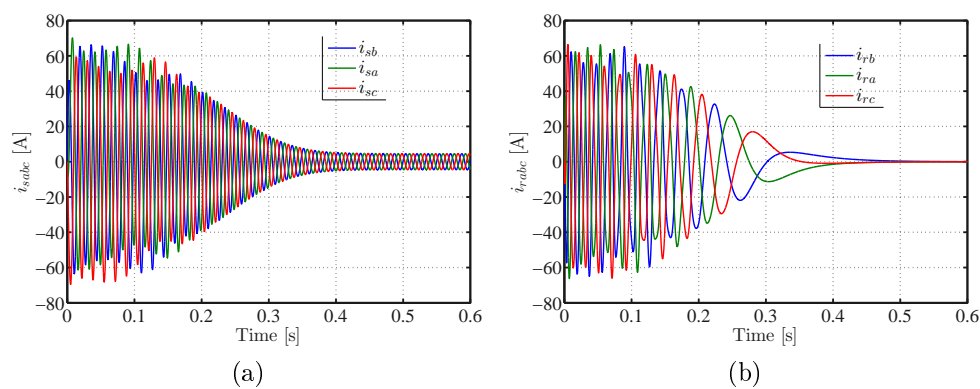 80
60
40
20
0
−20
−40
−60
−80
i_sabc [A]
i_sb
i_sa
i_sc
0 0.1 0.2 0.3 0.4 0.5 0.6
Time [s]
(a)
80
60
40
20
0
−20
−40
−60
−80
i_rabc [A]
i_rb
i_ra
i_rc
0 0.1 0.2 0.3 0.4 0.5 0.6
Time [s]
(b)